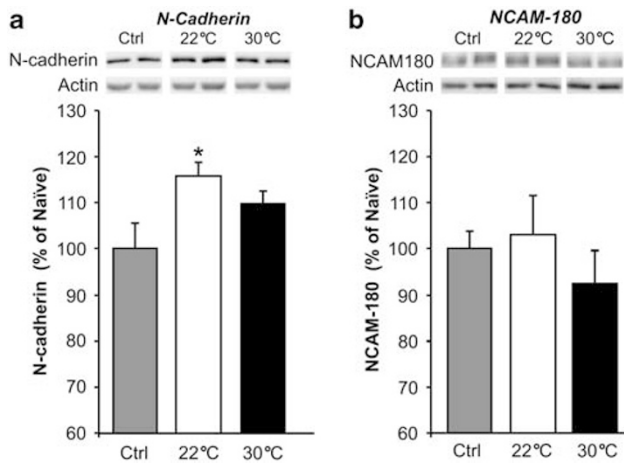 a
N-Cadherin
Ctrl 22°C 30°C
N-cadherin
Actin
130
120
110
100
90
80
70
60
N-cadherin (% of Naïve)
*
Ctrl 22°C 30°C
b
NCAM-180
Ctrl 22°C 30°C
NCAM180
Actin
130
120
110
100
90
80
70
60
NCAM-180 (% of Naïve)
Ctrl 22°C 30°C